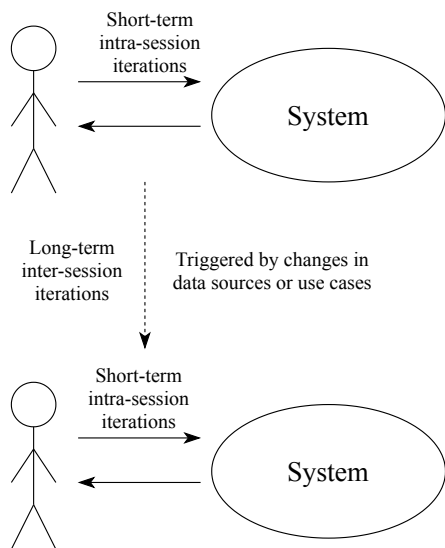 Short-term
intra-session
iterations
System
Long-term
inter-session
iterations
Triggered by changes in
data sources or use cases
Short-term
intra-session
iterations
System